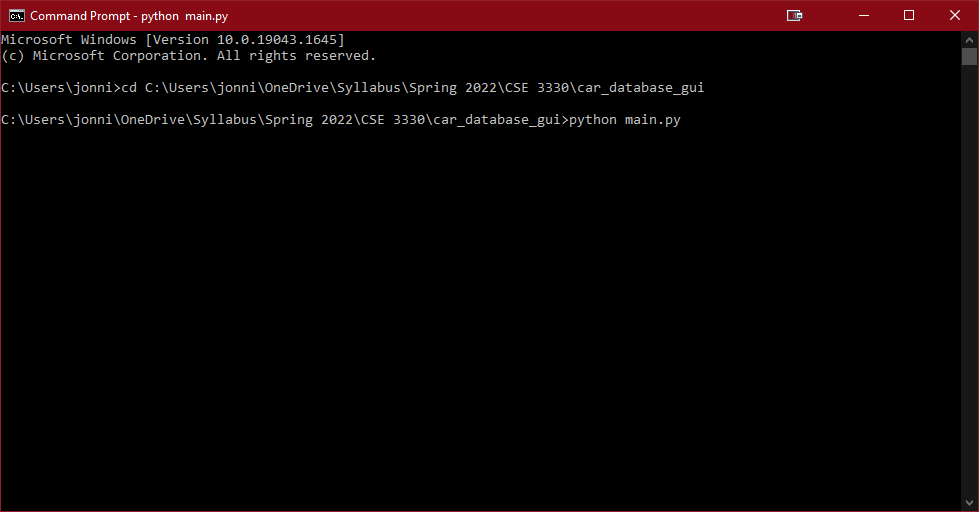 Command Prompt - python  main.py
Microsoft Windows [Version 10.0.19043.1645]
(c) Microsoft Corporation. All rights reserved.
C:\Users\jonni>cd C:\Users\jonni\OneDrive\Syllabus\Spring 2022\CSE 3330\car_database_gui
C:\Users\jonni\OneDrive\Syllabus\Spring 2022\CSE 3330\car_database_gui>python main.py